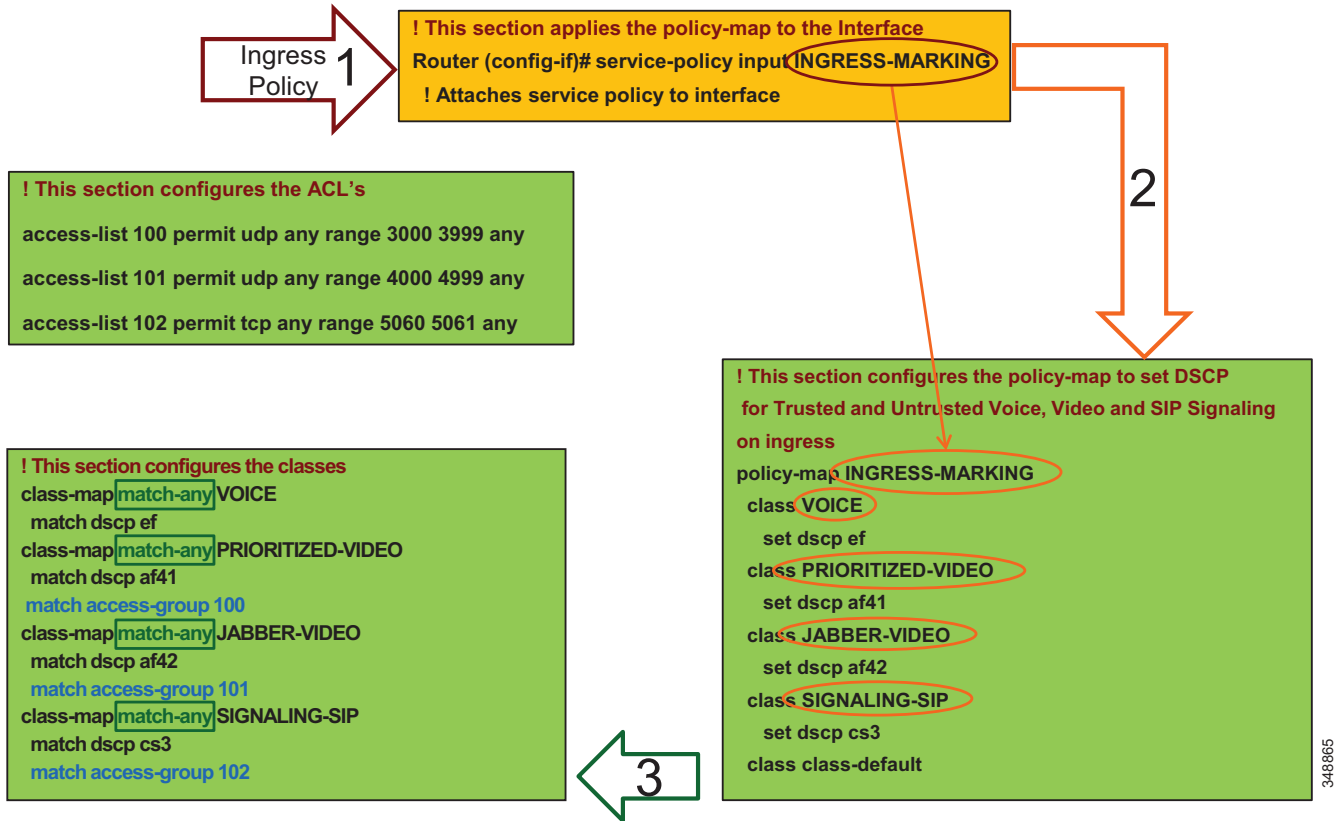 Ingress
Policy
1
! This section applies the policy-map to the Interface
Router (config-if)# service-policy input INGRESS-MARKING
! Attaches service policy to interface
2
! This section configures the ACL's
access-list 100 permit udp any range 3000 3999 any
access-list 101 permit udp any range 4000 4999 any
access-list 102 permit tcp any range 5060 5061 any
! This section configures the policy-map to set DSCP
for Trusted and Untrusted Voice, Video and SIP Signaling
on ingress
policy-map INGRESS-MARKING
class VOICE
set dscp ef
class PRIORITIZED-VIDEO
set dscp af41
class JABBER-VIDEO
set dscp af42
class SIGNALING-SIP
set dscp cs3
class class-default
! This section configures the classes
class-map match-any VOICE
match dscp ef
class-map match-any PRIORITIZED-VIDEO
match dscp af41
match access-group 100
class-map match-any JABBER-VIDEO
match dscp af42
match access-group 101
class-map match-any SIGNALING-SIP
match dscp cs3
match access-group 102
3
348865